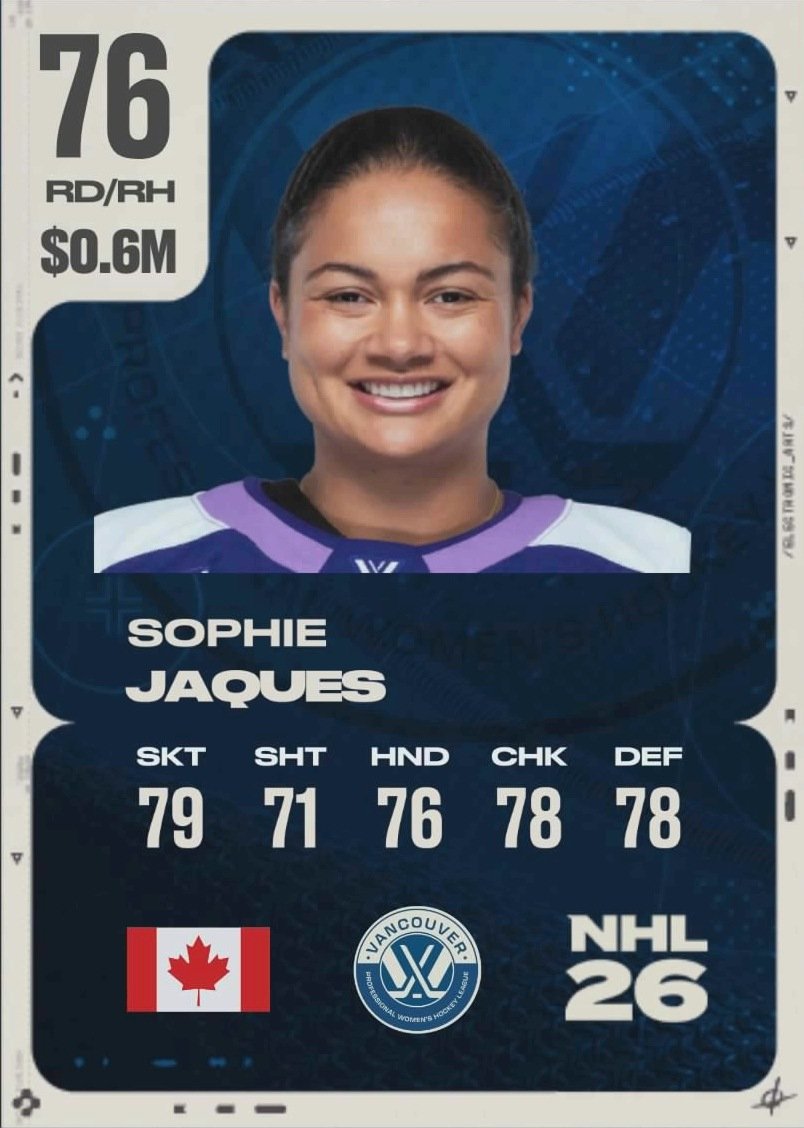 76
RD/RH
$0.6M
/ELECTRONIC_ARTS/
SOPHIE
JAQUES
SKT SHT HND CHK DEF
79 71 76 78 78
VANCOUVER
PROFESSIONAL WOMEN'S HOCKEY LEAGUE
NHL
26